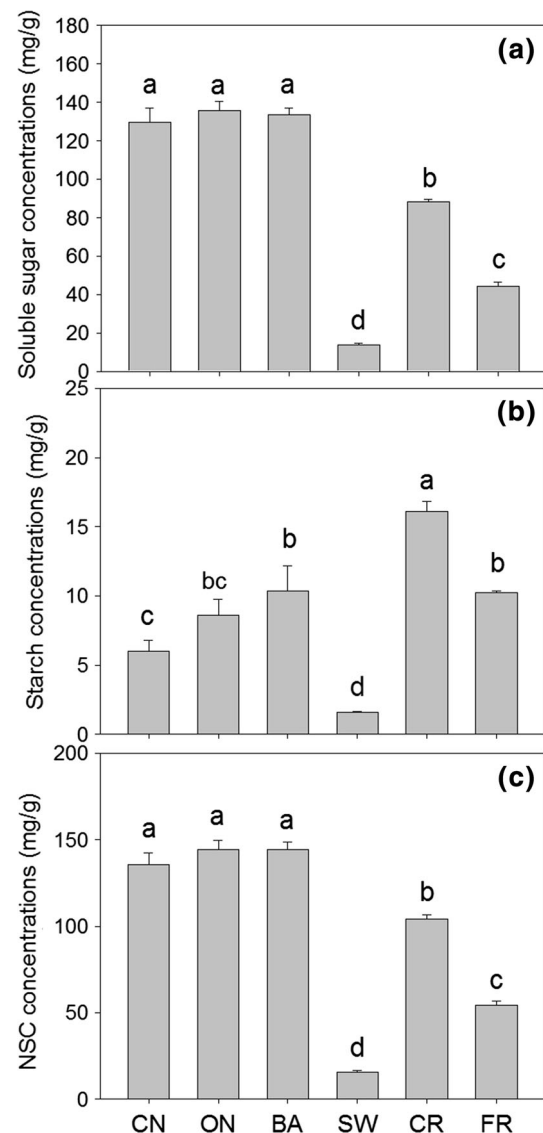 (a)
Soluble sugar concentrations (mg/g)
180
160
140
120
100
80
60
40
20
0
a a a d b c
(b)
Starch concentrations (mg/g)
25
20
15
10
5
0
c bc b d a b
(c)
NSC concentrations (mg/g)
200
150
100
50
0
a a a d b c
CN ON BA SW CR FR